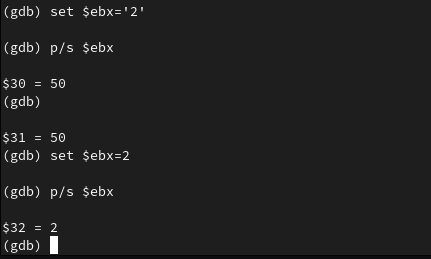 (gdb) set $ebx='2'
(gdb) p/s $ebx
$30 = 50
(gdb)
$31 = 50
(gdb) set $ebx=2
(gdb) p/s $ebx
$32 = 2
(gdb)